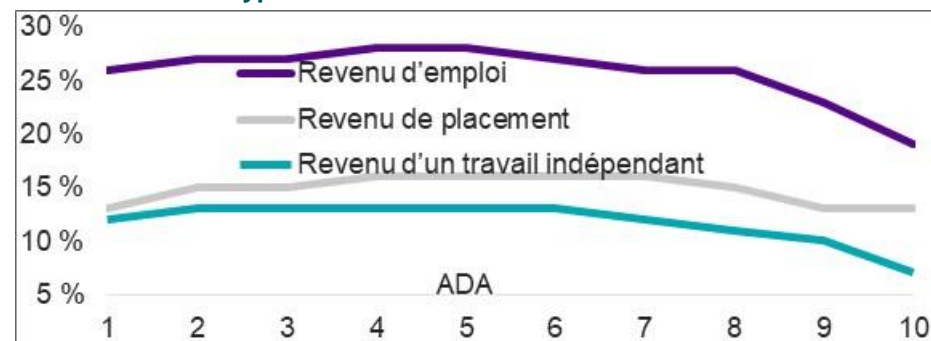 30 %
25 %
20 %
15 %
10 %
5 %
Revenu d'emploi
Revenu de placement
Revenu d'un travail indépendant
ADA
1 2 3 4 5 6 7 8 9 10